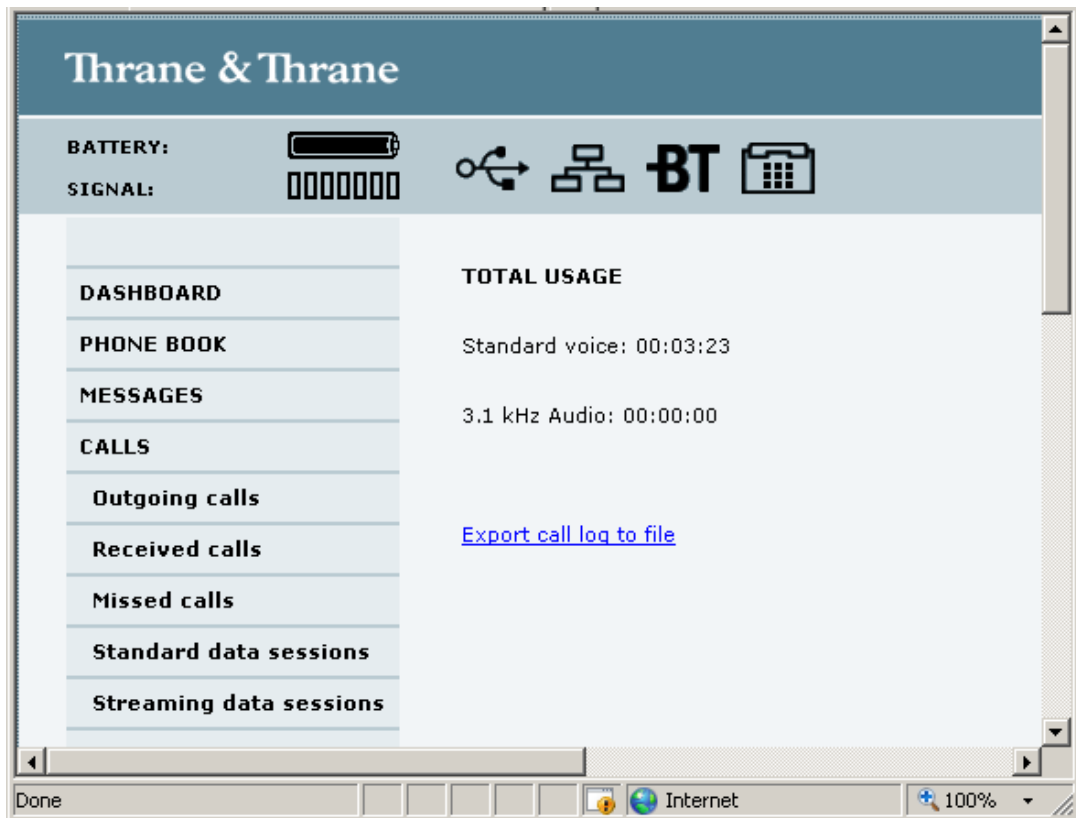 Thrane & Thrane
BATTERY:
SIGNAL:
BT
DASHBOARD
PHONE BOOK
MESSAGES
CALLS
Outgoing calls
Received calls
Missed calls
Standard data sessions
Streaming data sessions
TOTAL USAGE
Standard voice: 00:03:23
3.1 kHz Audio: 00:00:00
Export call log to file
Done
Internet
100%